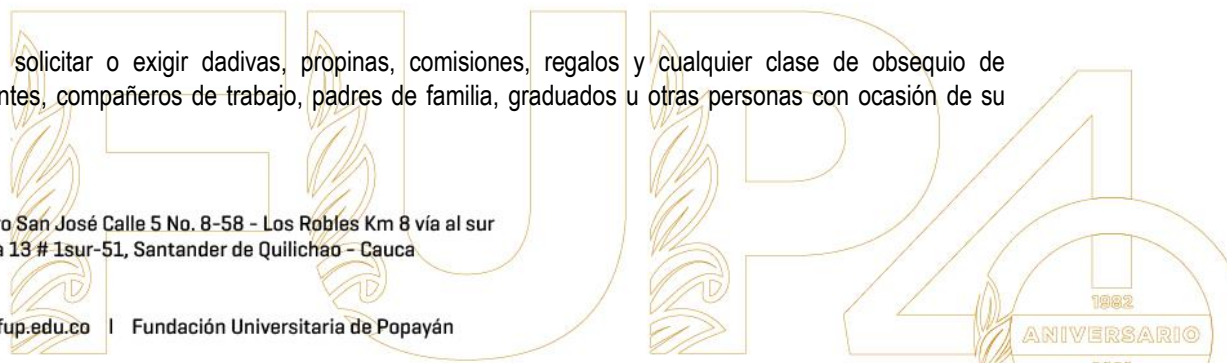 solicitar o exigir dadivas, propinas, comisiones, regalos y cualquier clase de obsequio de
compañeros de trabajo, padres de familia, graduados u otras personas con ocasión de su
FUP4
San José Calle 5 No. 8-58 - Los Robles Km 8 vía al sur
13 # 1sur-51, Santander de Quilichao - Cauca
1982
ANIVERSARIO
fup.edu.co | Fundación Universitaria de Popayán